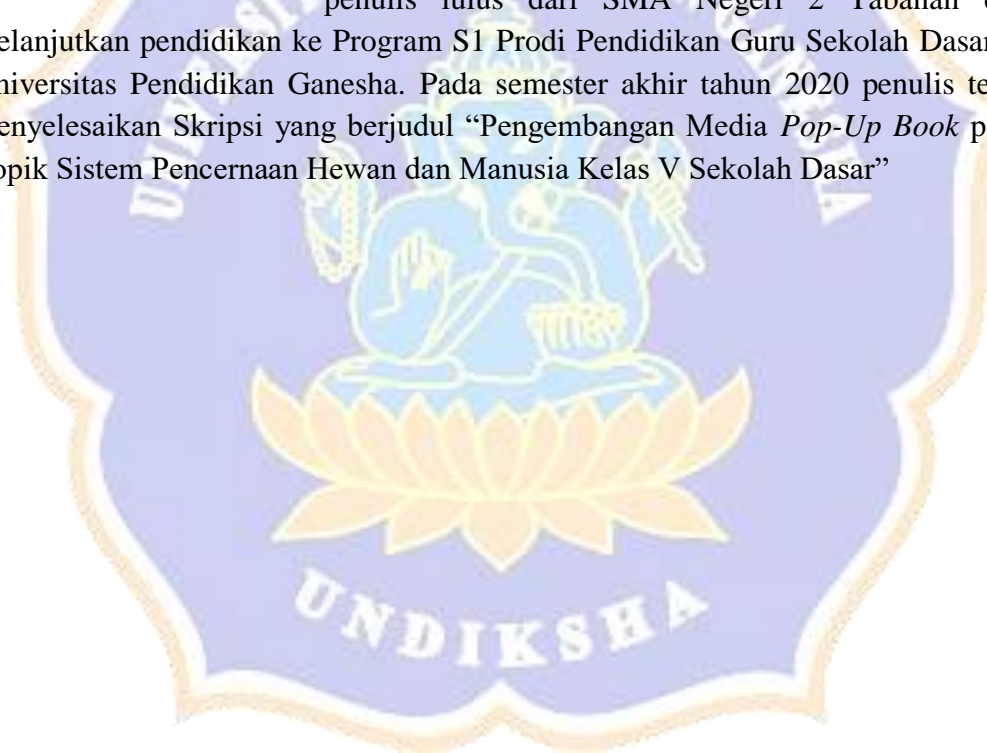 penulis lulus dari SMA Negeri 2 Tabanan
elanjutkan pendidikan ke Program S1 Prodi Pendidikan Guru Sekolah Dasar
niversitas Pendidikan Ganesha. Pada semester akhir tahun 2020 penulis te
enyelesaikan Skripsi yang berjudul “Pengembangan Media Pop-Up Book p
opik Sistem Pencernaan Hewan dan Manusia Kelas V Sekolah Dasar”
UNDIKSHA